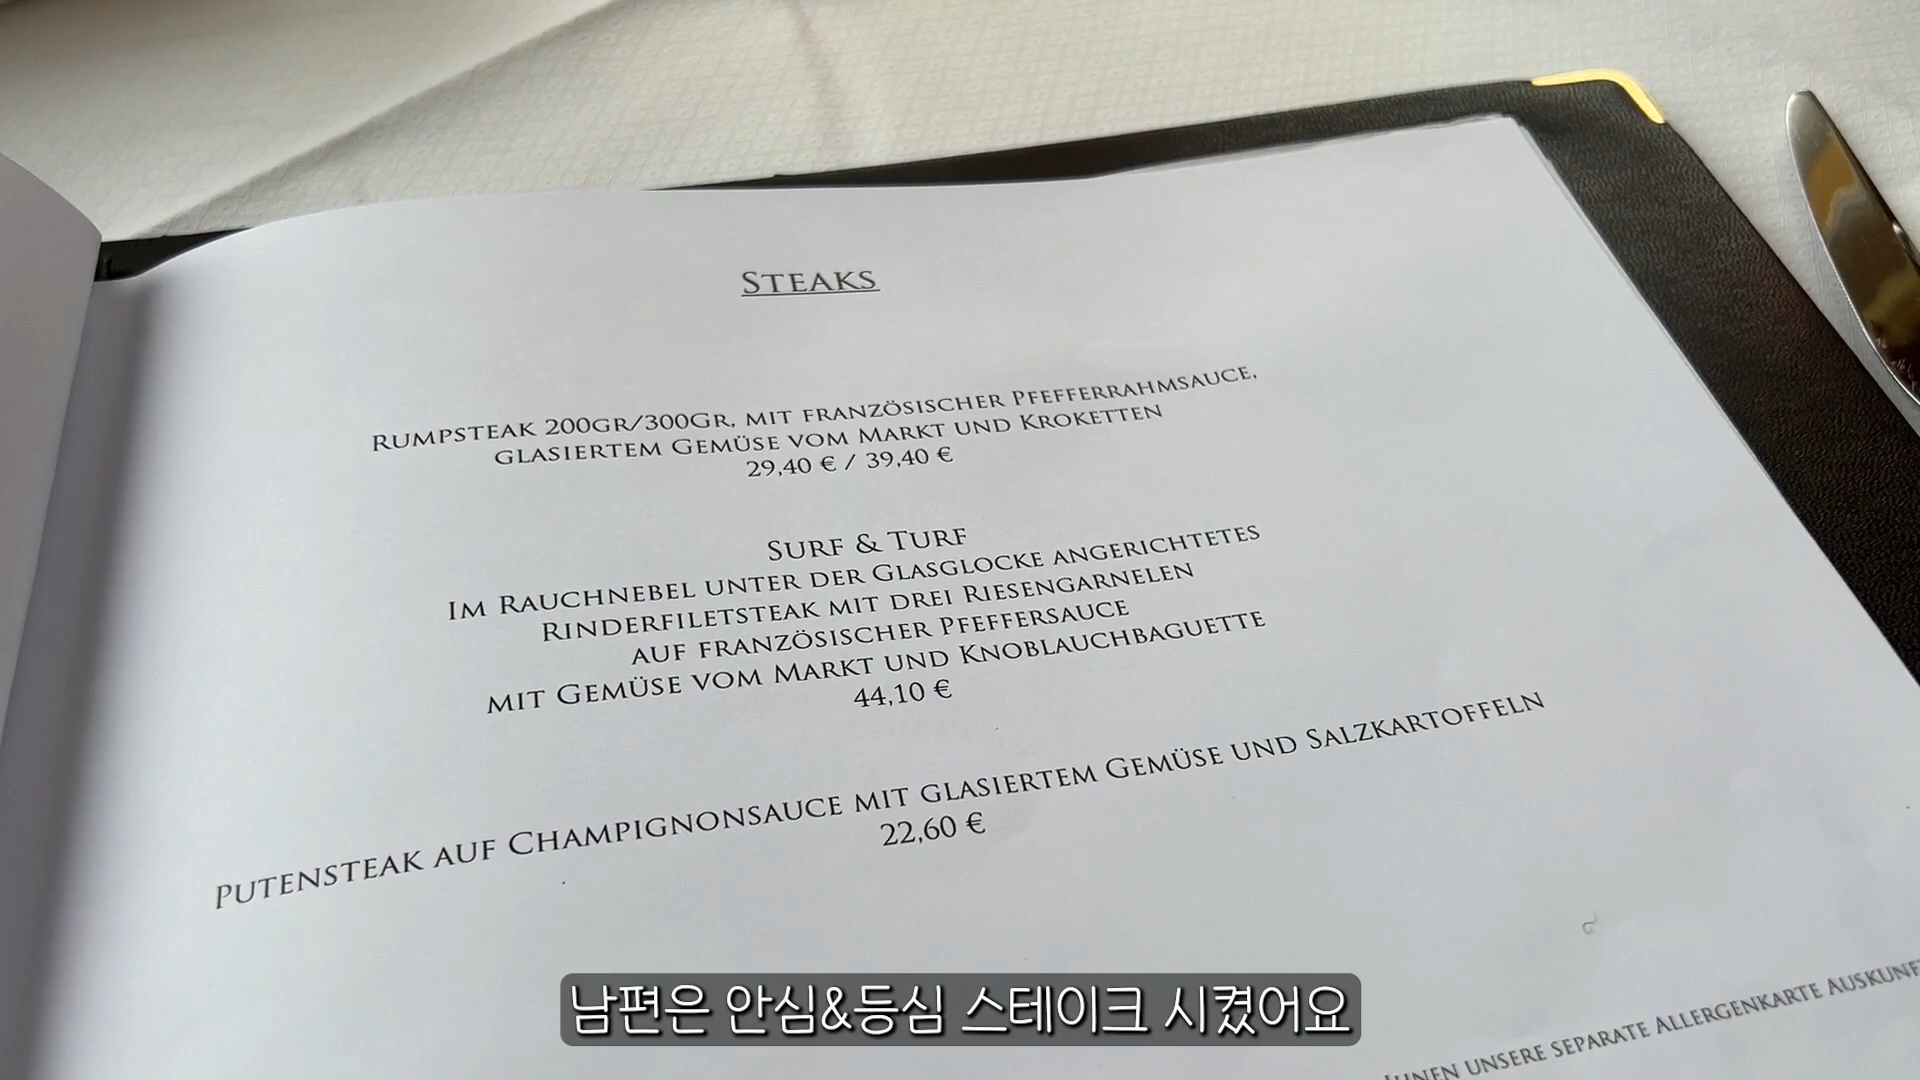 STEAKS
RUMPSTEAK 200GR/300GR, MIT FRANZÖSISCHER PFEFFERRAHMSAUCE,
GLASIERTEM GEMÜSE VOM MARKT UND KROKETTEN
29,40 € / 39,40 €
SURF & TURF
IM RAUCHNEBEL UNTER DER GLASGLOCKE ANGERICHTETES
RINDERFILETSTEAK MIT DREI RIESENGARNELEN
AUF FRANZÖSISCHER PFEFFERSAUCE
MIT GEMÜSE VOM MARKT UND KNOBLAUCHBAGUETTE
44,10 €
PUTENSTEAK AUF CHAMPIGNONSAUCE MIT GLASIERTEM GEMÜSE UND SALZKARTOFFELN
22,60 €
UNSERE SEPARATE ALLERGENKARTE
남편은 안심&등심 스테이크 시켰어요